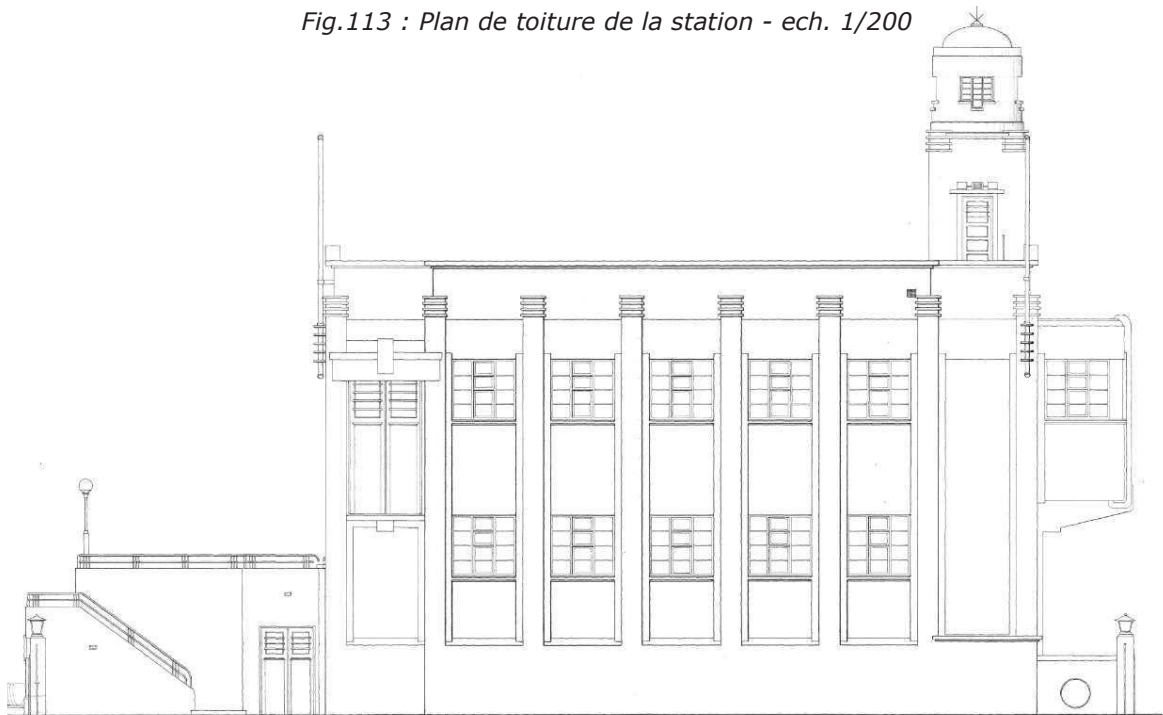 Fig.113 : Plan de toiture de la station - ech. 1/200